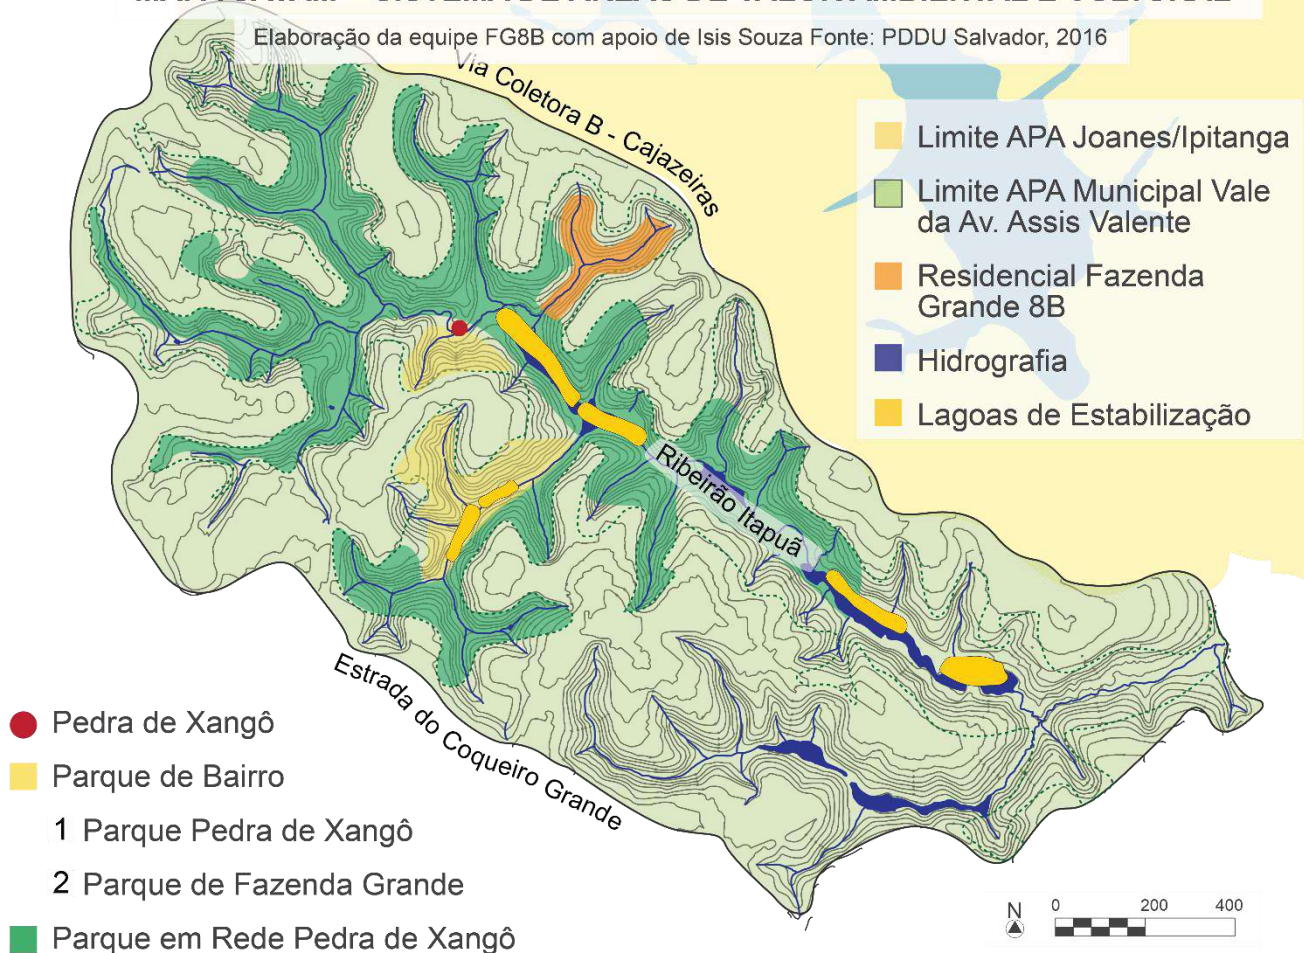 Elaboração da equipe FG8B com apoio de Isis Souza Fonte: PDDU Salvador, 2016
Via Coletora B - Cajazeiras
Limite APA Joanes/Ipitanga
Limite APA Municipal Vale
da Av. Assis Valente
Residencial Fazenda
Grande 8B
Hidrografia
Lagoas de Estabilização
Ribeirão Itapuã
Estrada do Coqueiro Grande
Pedra de Xangô
Parque de Bairro
1 Parque Pedra de Xangô
2 Parque de Fazenda Grande
Parque em Rede Pedra de Xangô
N
0 200 400